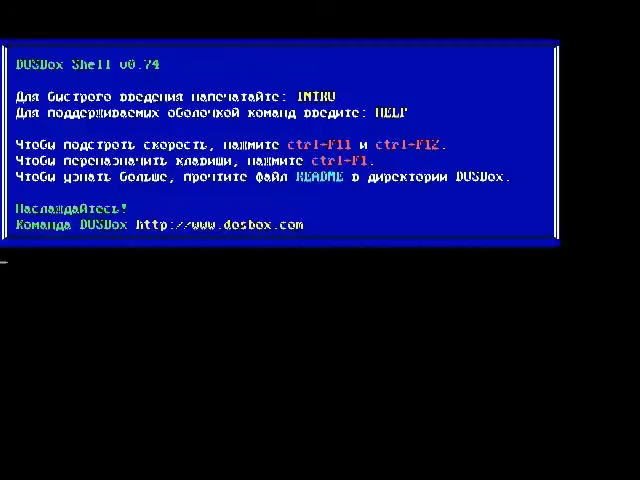 DOSBox Shell v0.74
Для быстрого введения напечатайте: INTRO
Для поддерживаемых оболочкой команд введите: HELP
Чтобы подстроть скорость, нажмите ctrl+F11 и ctrl+F12.
Чтобы переназначить клавиши, нажмите ctrl+F1.
Чтобы узнать больше, прочтите файл README в директории DOSBox.
Наслаждайтесь!
Команда DOSBox http://www.dosbox.com